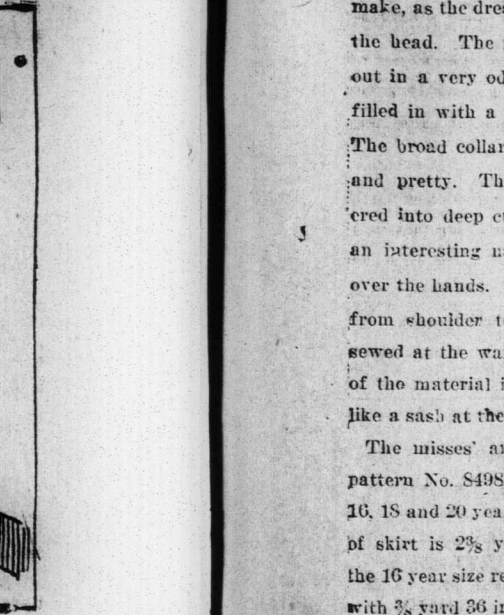 make, as the dre
the head. The
out in a very od
filled in with a
The broad collar
and pretty. Th
ered into deep c
an interesting n
over the hands.
from shoulder t
sewed at the wa
of the material i
like a sash at the
The misses' a
pattern No. 8498
16, 18 and 20 yea
of skirt is 2⅜ y
the 16 year size re
with ¾ yard 36 i